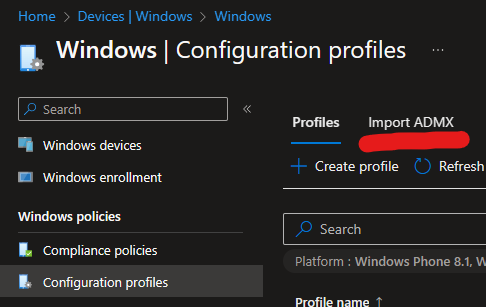 Home > Devices | Windows > Windows
Windows | Configuration profiles ...
Search
«
Windows devices
Windows enrollment
Windows policies
Compliance policies
Configuration profiles
Profiles Import ADMX
+ Create profile Refresh
Search
Platform : Windows Phone 8.1, W
Profile name ↑